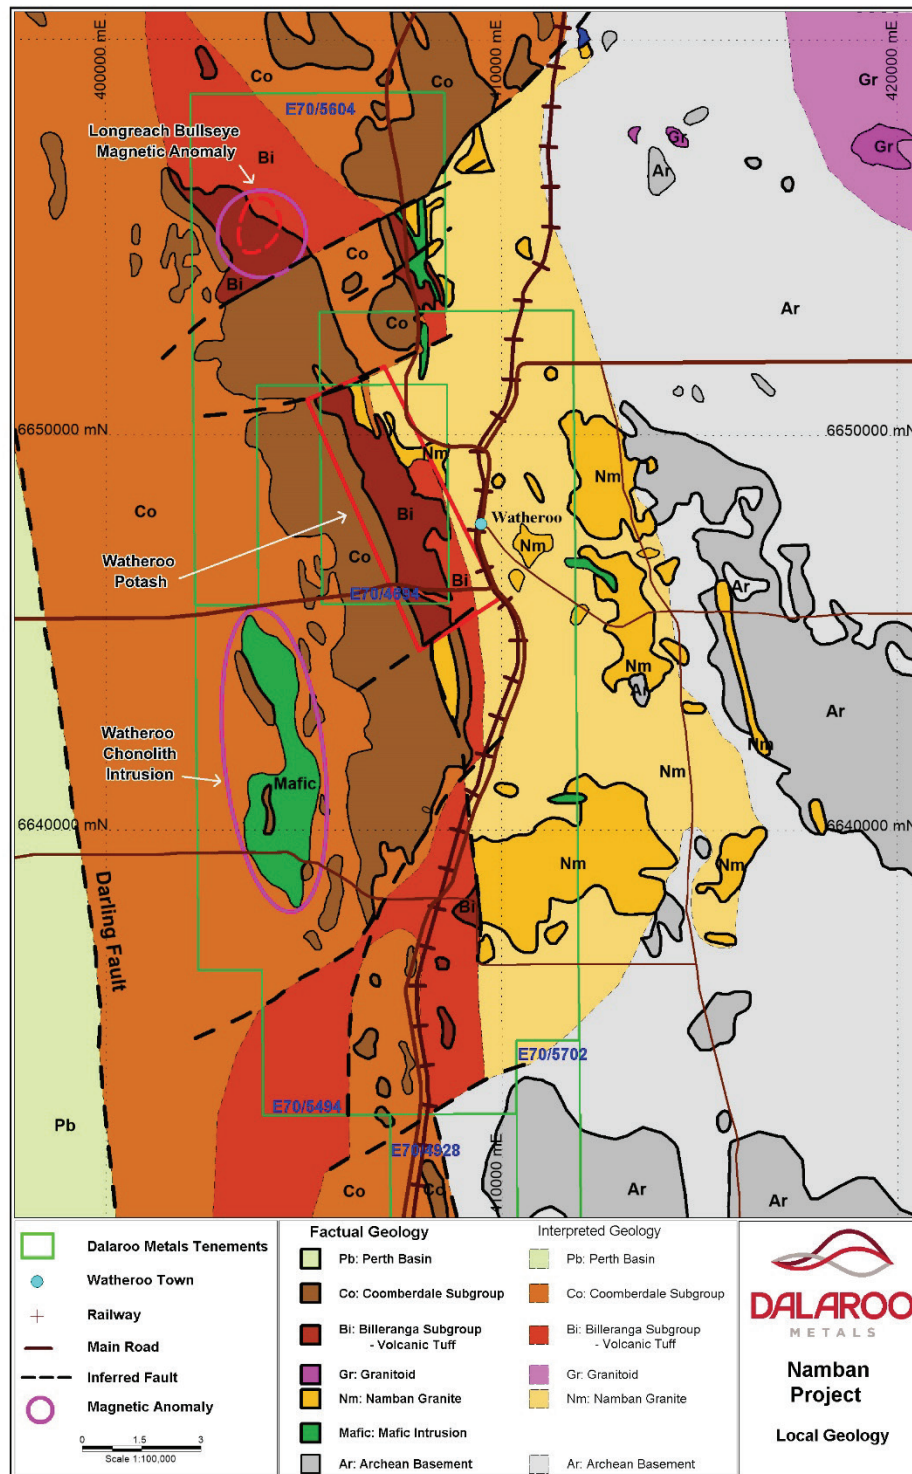 400000 mE
410000 mE
420000 mE
Co
Co
Gr
E70/5604
Longreach Bullseye
Magnetic Anomaly
Bi
Gr
Gr
Ar
Co
Bi
Ar
Co
6650000 mN
6650000 mN
Nm
Nm
Co
Watheroo
Bi
Nm
Watheroo
Potash
Co
Bi
Ar
E70/4694
Nm
Ar
Ar
Watheroo
Chonolith
Intrusion
Nm
Nm
Mafic
6640000 mN
6640000 mN
Nm
Nm
Darling Fault
Bi
E70/5702
E70/5494
Pb
410000 mE
E70/4928
Co
Co
Ar
Ar
Dalaroo Metals Tenements
Watheroo Town
Railway
Main Road
Inferred Fault
Magnetic Anomaly
0 1.5 3
Scale 1:100,000
Factual Geology
Pb: Perth Basin
Co: Coomberdale Subgroup
Bi: Billeranga Subgroup
- Volcanic Tuff
Gr: Granitoid
Nm: Namban Granite
Mafic: Mafic Intrusion
Ar: Archean Basement
Interpreted Geology
Pb: Perth Basin
Co: Coomberdale Subgroup
Bi: Billeranga Subgroup
- Volcanic Tuff
Gr: Granitoid
Nm: Namban Granite
Ar: Archean Basement
DALAROO
METALS
Namban
Project
Local Geology